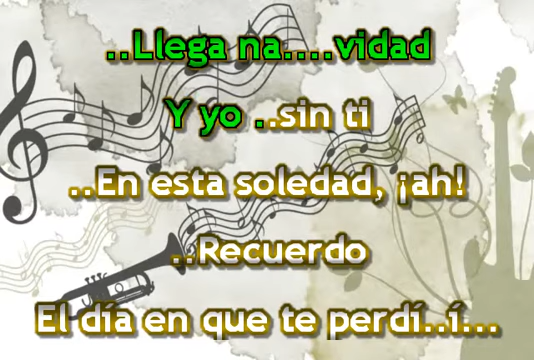 ..Llega na....vidad
Y yo ..sin ti
..En esta soledad, ¡ah!
..Recuerdo
El día en que te perdí..í...